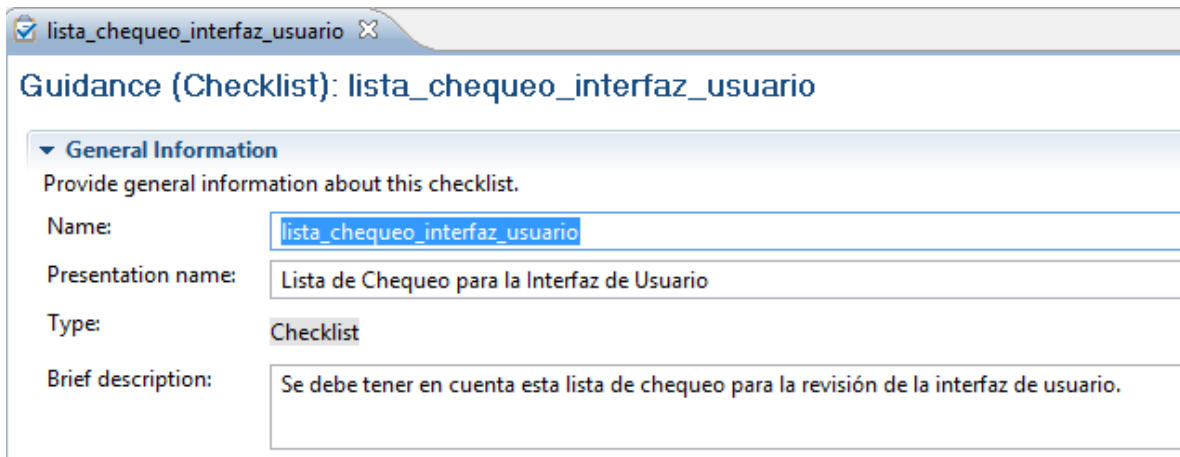 lista_chequeo_interfaz_usuario
Guidance (Checklist): lista_chequeo_interfaz_usuario
General Information
Provide general information about this checklist.
Name: lista_chequeo_interfaz_usuario
Presentation name: Lista de Chequeo para la Interfaz de Usuario
Type: Checklist
Brief description: Se debe tener en cuenta esta lista de chequeo para la revisión de la interfaz de usuario.